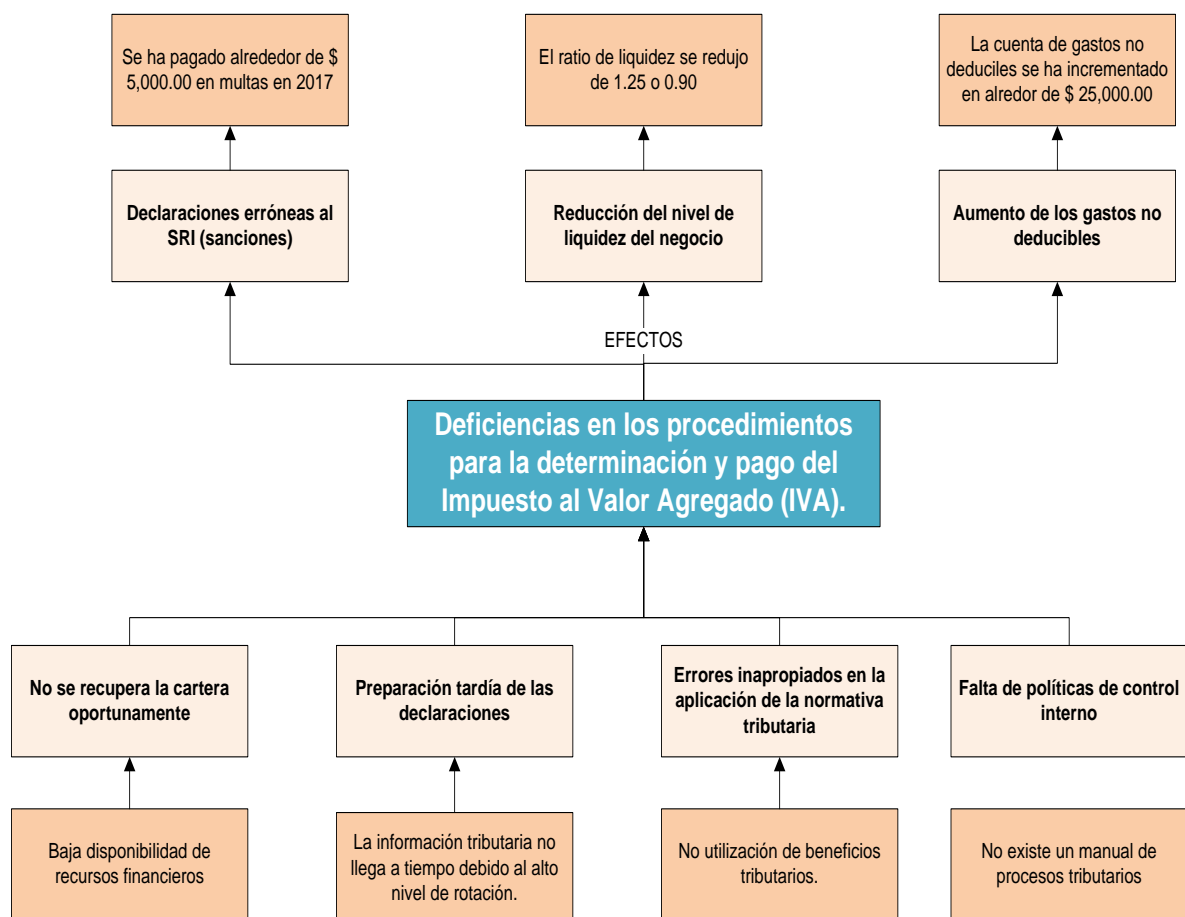 Se ha pagado alrededor de $
5,000.00 en multas en 2017
El ratio de liquidez se redujo
de 1.25 o 0.90
La cuenta de gastos no
deduciles se ha incrementado
en alredor de $ 25,000.00
Declaraciones erróneas al
SRI (sanciones)
Reducción del nivel de
liquidez del negocio
Aumento de los gastos no
deducibles
EFECTOS
Deficiencias en los procedimientos
para la determinación y pago del
Impuesto al Valor Agregado (IVA).
No se recupera la cartera
oportunamente
Preparación tardía de las
declaraciones
Errores inapropiados en la
aplicación de la normativa
tributaria
Falta de políticas de control
interno
Baja disponibilidad de
recursos financieros
La información tributaria no
llega a tiempo debido al alto
nivel de rotación.
No utilización de beneficios
tributarios.
No existe un manual de
procesos tributarios